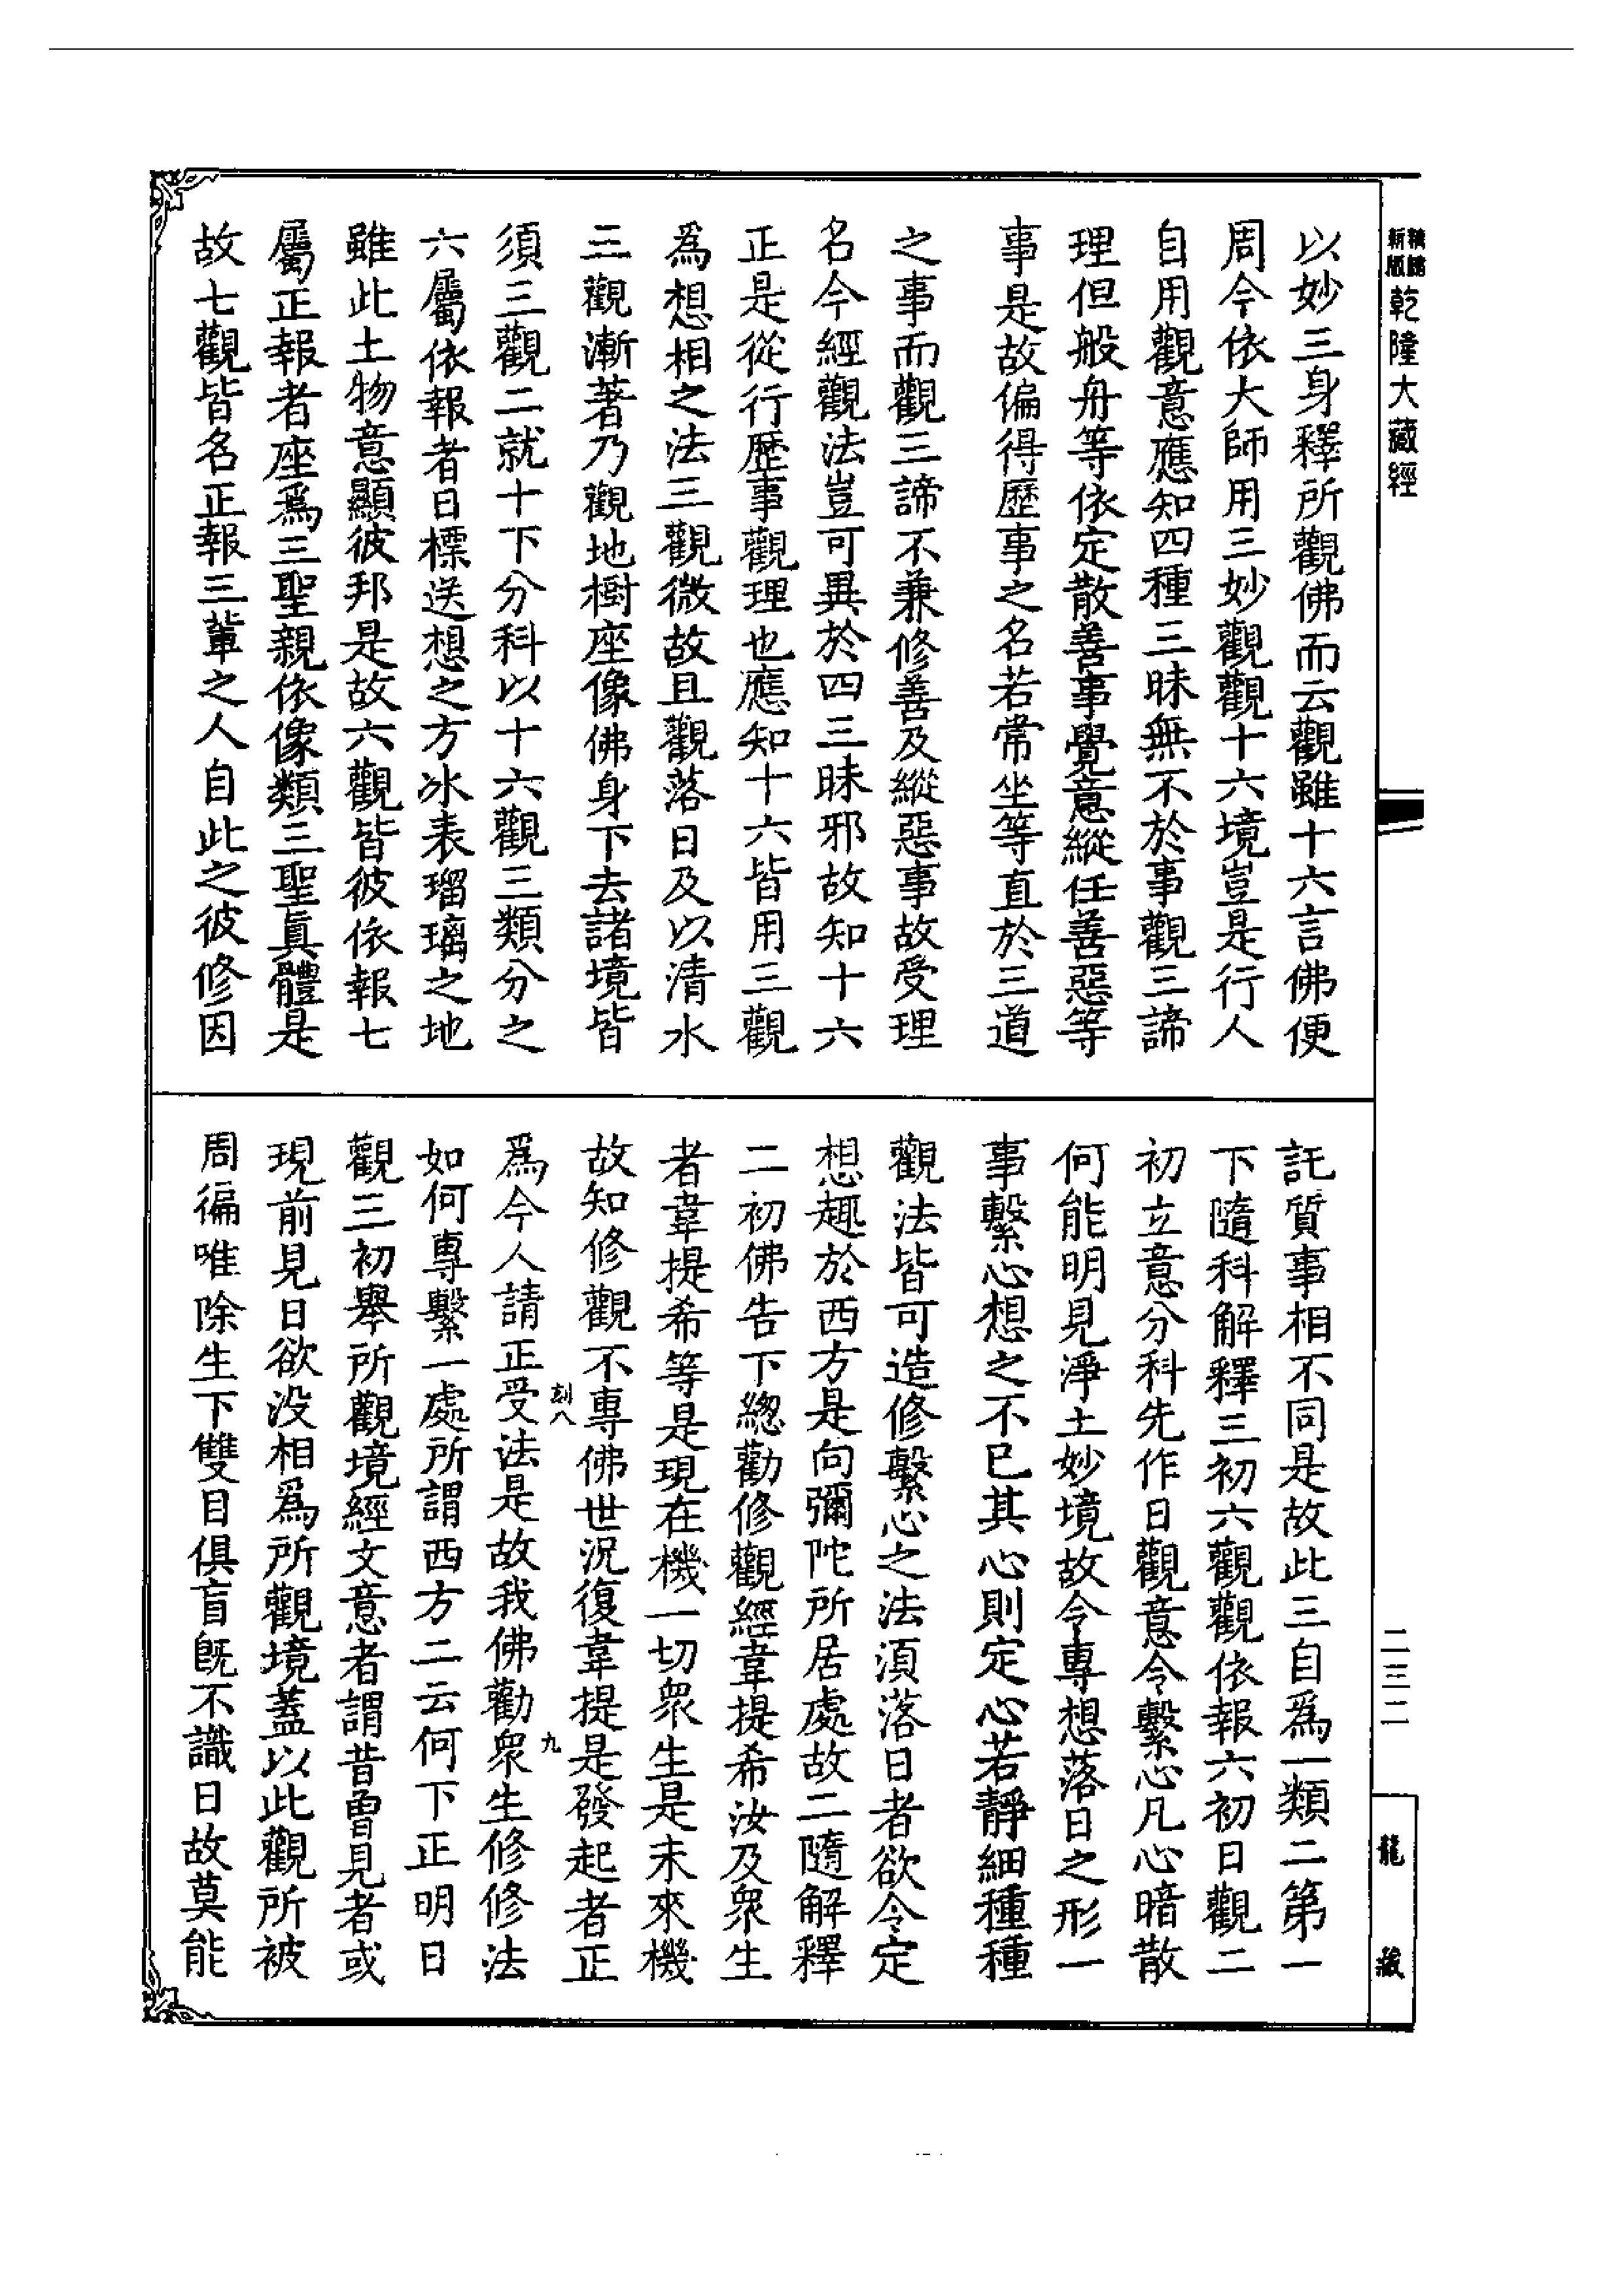 精緻新版乾隆大藏經
以妙三身釋所觀佛而云觀雖十六言佛便
周今依大師用三妙觀觀十六境豈是行人
自用觀意應知四種三昧無不於事觀三諦
理但般舟等依定散善事覺意縱任善惡等
事是故偏得歷事之名若常坐等直於三道
之事而觀三諦不兼修善及縱惡事故受理
名今經觀法豈可異於四三昧邪故知十六
正是從行歷事觀理也應知十六皆用三觀
為想相之法三觀微故且觀落日及以清水
三觀漸著乃觀地樹座像佛身下去諸境皆
須三觀二就十下分科以十六觀三類分之
六屬依報者日標送想之方冰表瑠璃之地
雖此土物意顯彼邦是故六觀皆彼依報七
屬正報者座爲三聖親依像類三聖眞體是
故七觀皆名正報三輩之人自此之彼修因
託質事相不同是故此三自爲一類二第一
下隨科解釋三初六觀觀依報六初日觀二
初立意分科先作日觀意令繫心凡心暗散
何能明見淨土妙境故令專想落日之形一
事繫心想之不已其心則定心若靜細種種
觀法皆可造修繫心之法須落日者欲令定
想趣於西方是向彌陀所居處故二隨解釋
二初佛告下總勸修觀經韋提希汝及眾生
者韋提希等是現在機一切眾生是未來機
故知修觀不專佛世況復韋提是發起者正
刻八
九
爲今人請正受法是故我佛勸眾生修修法
如何專繫一處所謂西方二云何下正明日
觀三初舉所觀境經文意者謂昔曾見者或
現前見日欲没相爲所觀境蓋以此觀所被
周徧唯除生下雙目俱盲旣不識日故莫能
二三二
龍藏